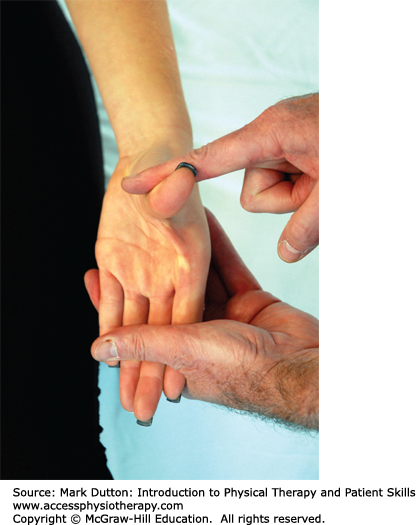 Source: Mark Dutton: Introduction to Physical Therapy and Patient Skills
www.accessphysiotherapy.com
Copyright © McGraw-Hill Education.  All rights reserved.